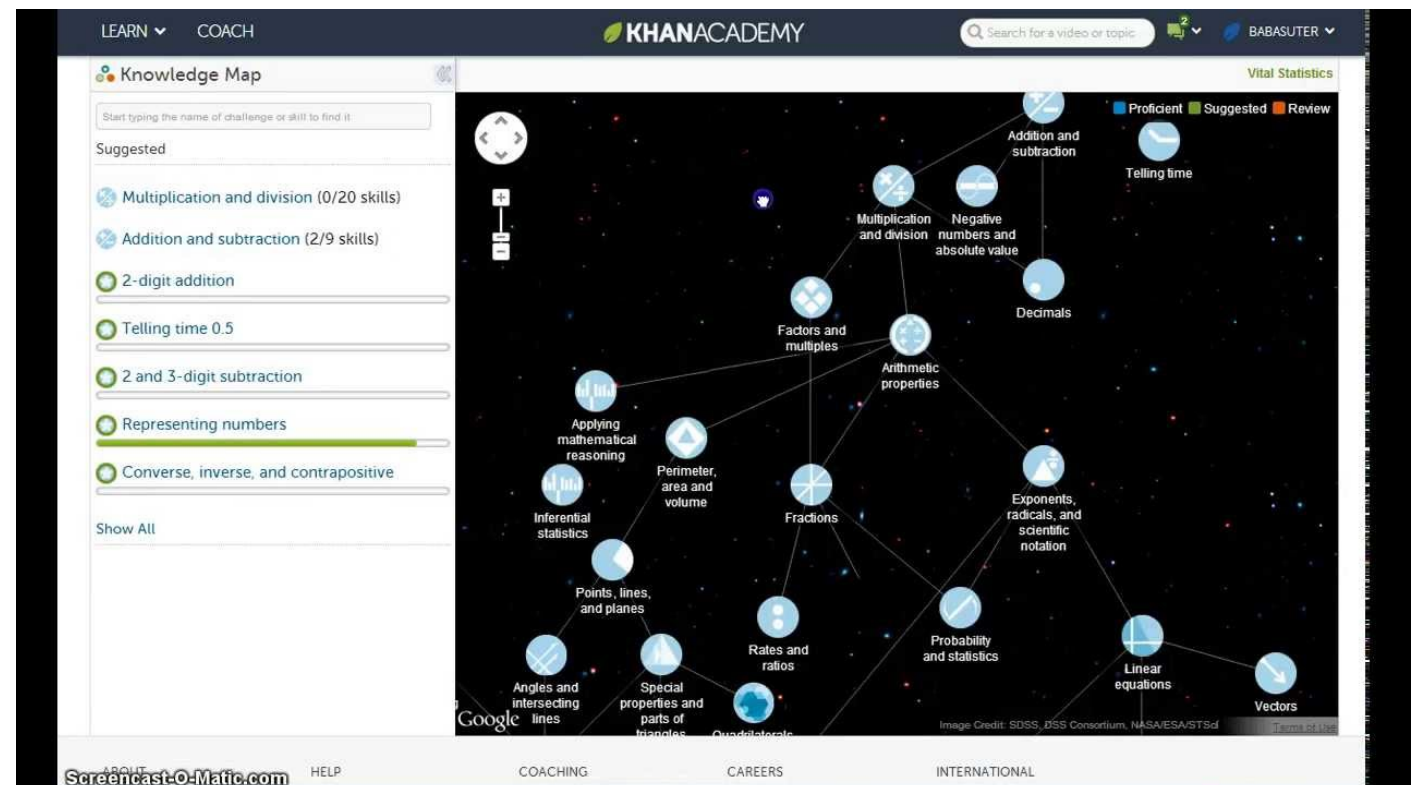 LEARN
COACH
KHANACADEMY
Search for a video or topic
2
BABASUTER
Knowledge Map
Vital Statistics
Start typing the name of challenge or skill to find it
Suggested
Multiplication and division (0/20 skills)
Addition and subtraction (2/9 skills)
2-digit addition
Telling time 0.5
2 and 3-digit subtraction
Representing numbers
Converse, inverse, and contrapositive
Show All
Proficient
Suggested
Review
Addition and
subtraction
Telling time
Multiplication
and division
Negative
numbers and
absolute value
Decimals
Factors and
multiples
Arithmetic
properties
Applying
mathematical
reasoning
Perimeter,
area and
volume
Inferential
statistics
Fractions
Exponents,
radicals, and
scientific
notation
Points, lines,
and planes
Rates and
ratios
Probability
and statistics
Linear
equations
Vectors
Angles and
intersecting
lines
Special
properties and
parts of
triangles
Quadrilaterals
Google
Image Credit: SDSS, DSS Consortium, NASA/ESA/STScI
Terms of Use
ABOUT
HELP
COACHING
CAREERS
INTERNATIONAL
Screencast-O-Matic.com